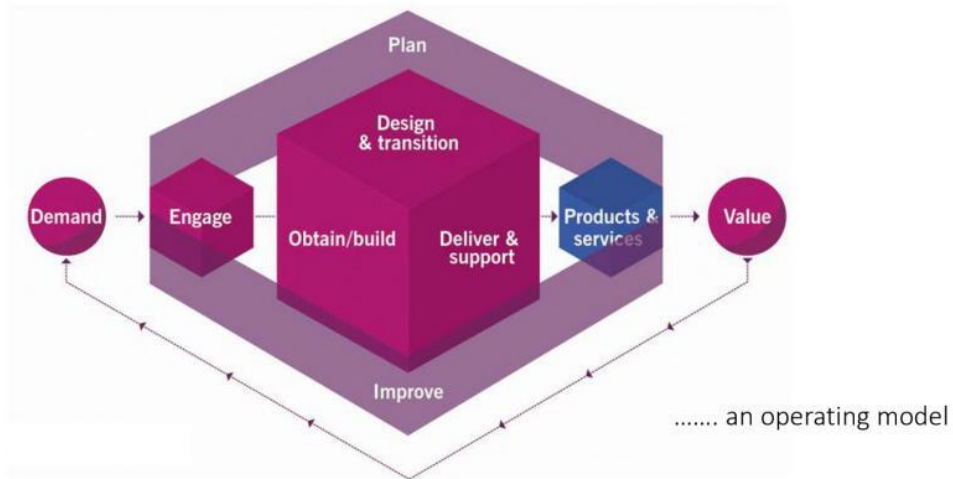 Plan
Design
& transition
Demand
Engage
Obtain/build
Deliver &
support
Products &
services
Value
Improve
....... an operating model